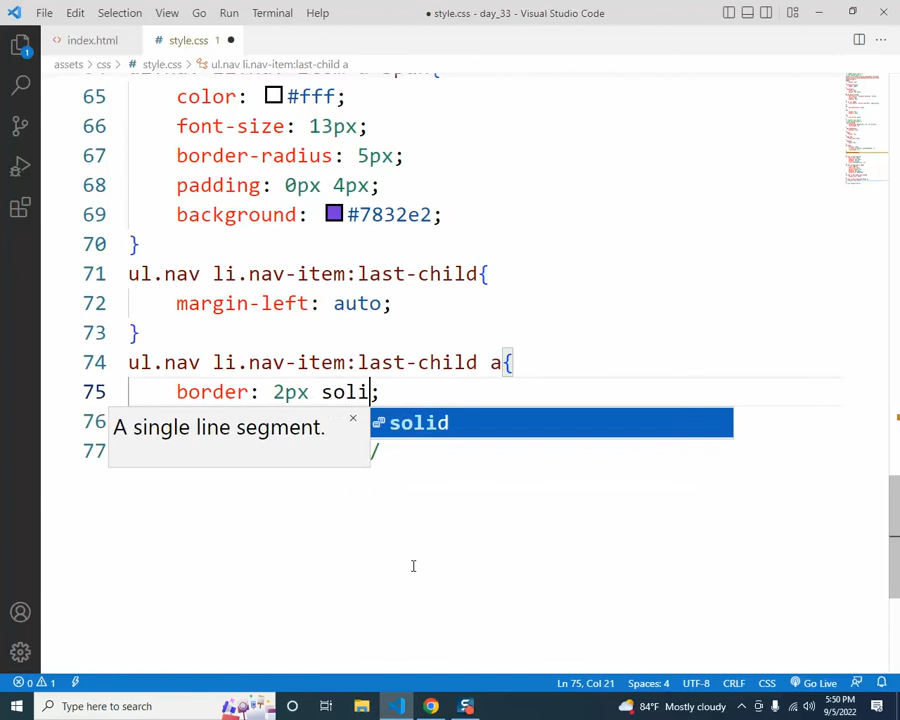 File Edit Selection View Go Run Terminal Help
● style.css - day_33 - Visual Studio Code
1
index.html
# style.css 1 ●
assets > css > # style.css > ul.nav li.nav-item:last-child a
65 color: #fff;
66 font-size: 13px;
67 border-radius: 5px;
68 padding: 0px 4px;
69 background: #7832e2;
70 }
71 ul.nav li.nav-item:last-child{
72 margin-left: auto;
73 }
74 ul.nav li.nav-item:last-child a{
75 border: 2px soli;
76
A single line segment.
solid
77 /
0 1
Ln 75, Col 21 Spaces: 4 UTF-8 CRLF CSS Go Live
Type here to search
84°F Mostly cloudy
5:50 PM
9/5/2022